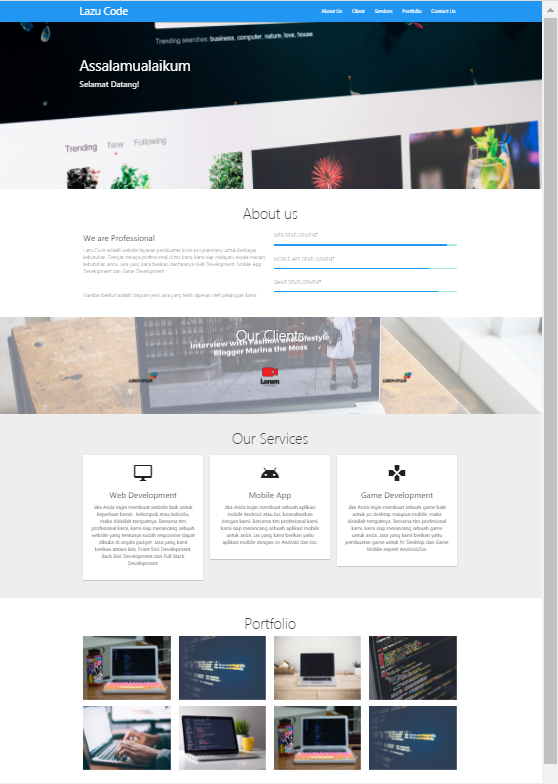 Lazu Code
About Us Client Services Portfolio Contact Us
Trending searches: business, computer, nature, love, house
Assalamualaikum
Selamat Datang!
Trending New Following
About us
We are Professional
Lazu Code adalah website layanan pembuatan kode programming untuk berbagai
kebutuhan anda. Dengan tenaga profesional di tim kami, kami siap melayani segala macam
kebutuhan anda. Jasa yang kami berikan diantaranya Web Development, Mobile App
Development dan Game Development.
Gambar berikut adalah diagram jenis jasa yang telah dipesan oleh pelanggan kami
WEB DEVELOPMENT
MOBILE APP DEVELOPMENT
GAME DEVELOPMENT
Our Clients
Interview with Fashion and Lifestyle
Blogger Marina the Moss
LOREM IPSUM
Lorem
LOREM IPSUM
Our Services
Web Development
Jika Anda ingin membuat website baik untuk
keperluan bisnis , kelompok atau individu,
maka disinilah tempatnya. Bersama tim
profesional kami, kami siap merancang sebuah
website yang tentunya sudah responsive dapat
dibuka di segala gadget. Jasa yang kami
berikan antara lain, Front End Development,
Back End Development dan Full Stack
Development
Mobile App
Jika Anda ingin membuat sebuah aplikasi
mobile Android atau Ios, konsultasikan
dengan kami. Bersama tim profesional kami,
kami siap merancang sebuah aplikasi mobile
untuk anda. Jas yang kami berikan yaitu
aplikasi mobile dengan os Android dan Ios
Game Development
Jika Anda ingin membuat sebuah game baik
untuk pc desktop maupun mobile, maka
disinilah tempatnya. Bersama tim profesional
kami, kami siap merancang sebuah game
untuk anda. Jasa yang kami berikan yaitu
pembuatan game untuk Pc Desktop dan Game
Mobile seperti Android/Ios.
Portfolio